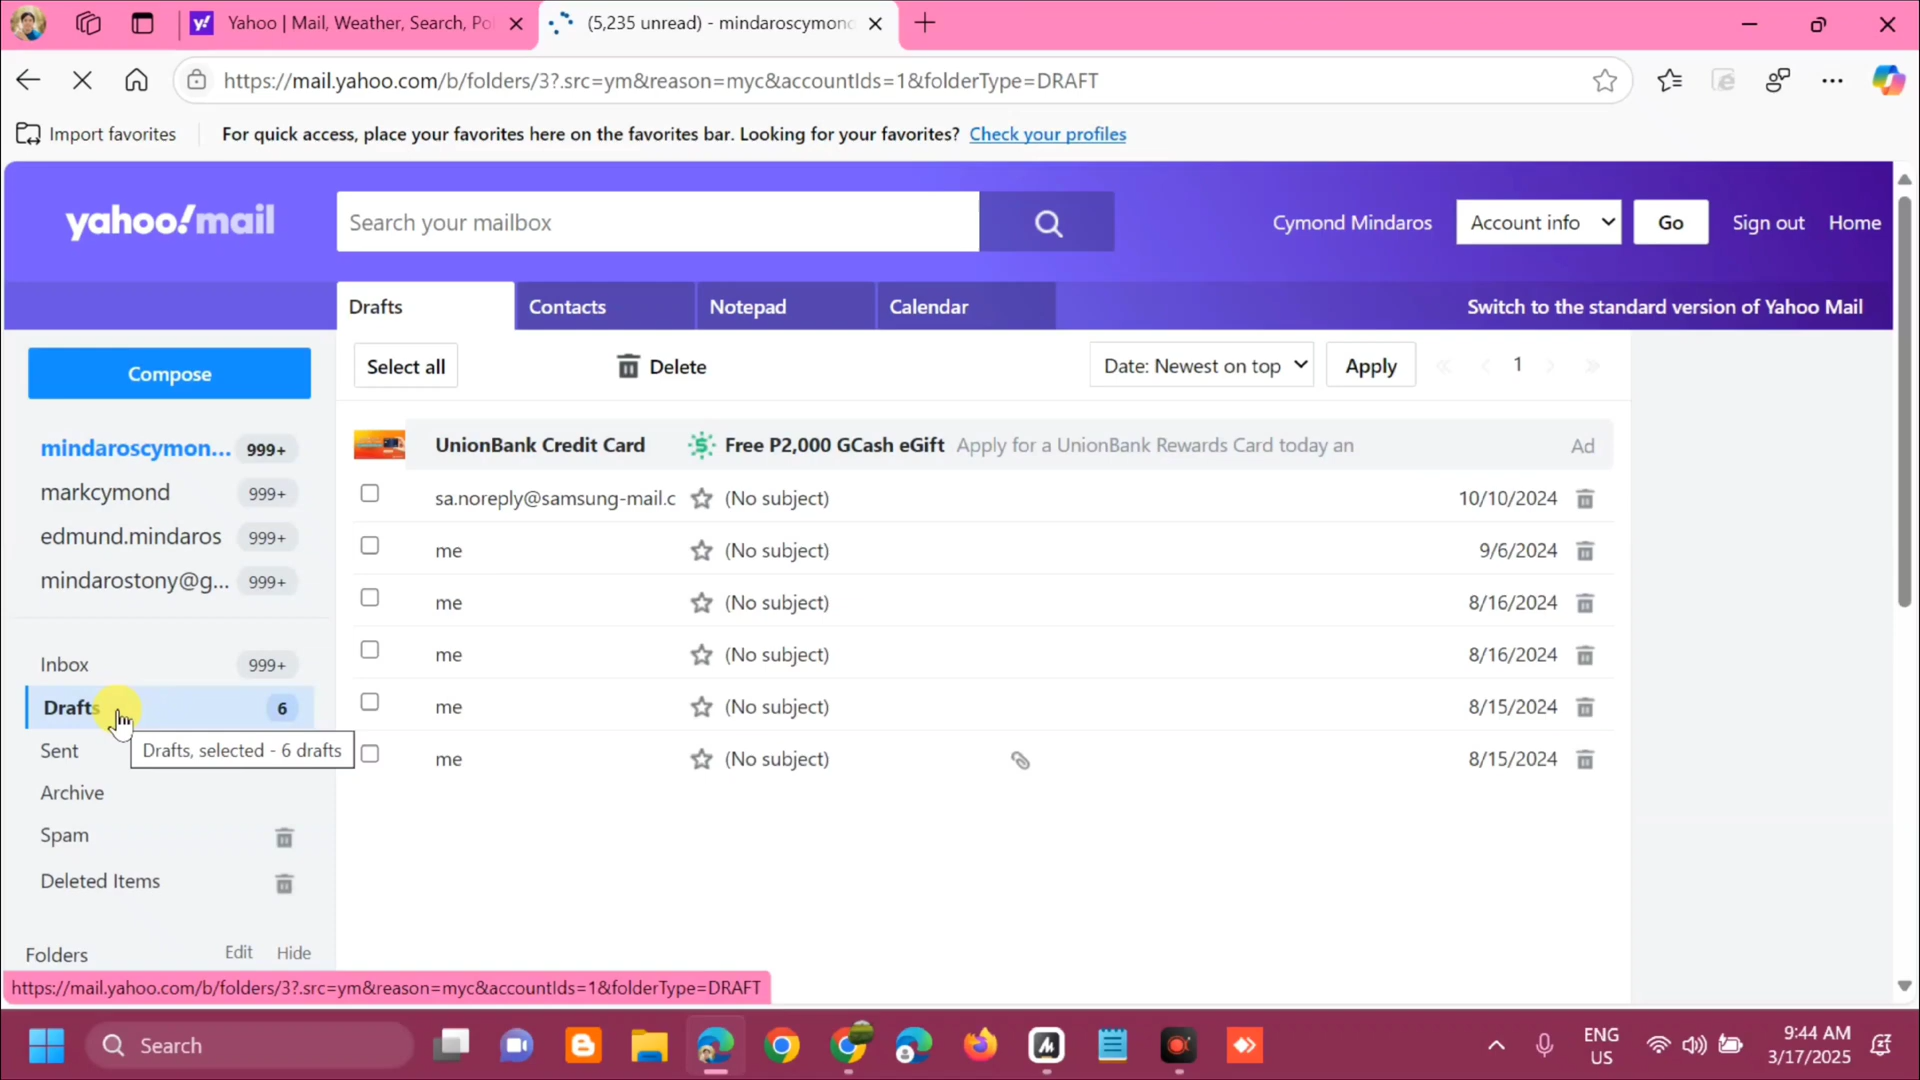 Yahoo | Mail, Weather, Search, Pol
(5,235 unread) - mindaroscymond
https://mail.yahoo.com/b/folders/3?.src=ym&reason=myc&accountIds=1&folderType=DRAFT
Import favorites
For quick access, place your favorites here on the favorites bar. Looking for your favorites? Check your profiles
yahoo!mail
Search your mailbox
Cymond Mindaros
Account info
Go
Sign out
Home
Drafts
Contacts
Notepad
Calendar
Switch to the standard version of Yahoo Mail
Compose
Select all
Delete
Date: Newest on top
Apply
1
mindaroscymon... 999+
markcymond 999+
edmund.mindaros 999+
mindarostony@g... 999+
Inbox 999+
Drafts 6
Drafts, selected - 6 drafts
Sent
Archive
Spam
Deleted Items
Folders Edit Hide
UnionBank Credit Card Free P2,000 GCash eGift Apply for a UnionBank Rewards Card today an Ad
sa.noreply@samsung-mail.c (No subject) 10/10/2024
me (No subject) 9/6/2024
me (No subject) 8/16/2024
me (No subject) 8/16/2024
me (No subject) 8/15/2024
me (No subject) 8/15/2024
https://mail.yahoo.com/b/folders/3?.src=ym&reason=myc&accountIds=1&folderType=DRAFT
Search
ENG
US
9:44 AM
3/17/2025